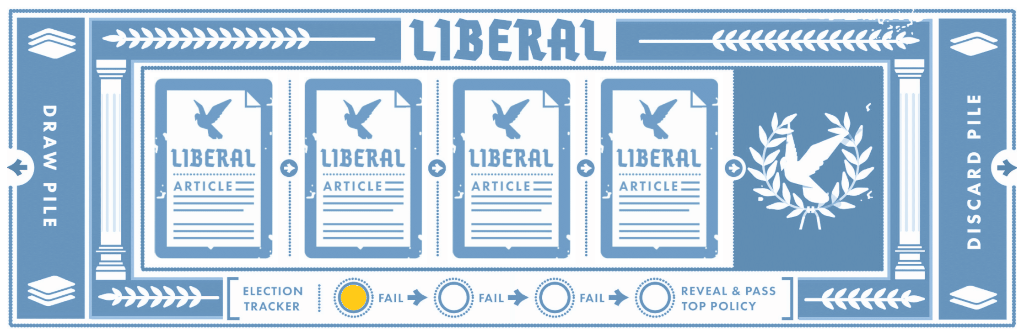 LIBERAL
DRAW PILE
LIBERAL
ARTICLE
LIBERAL
ARTICLE
LIBERAL
ARTICLE
LIBERAL
ARTICLE
DISCARD PILE
ELECTION
TRACKER
FAIL
FAIL
FAIL
REVEAL & PASS
TOP POLICY